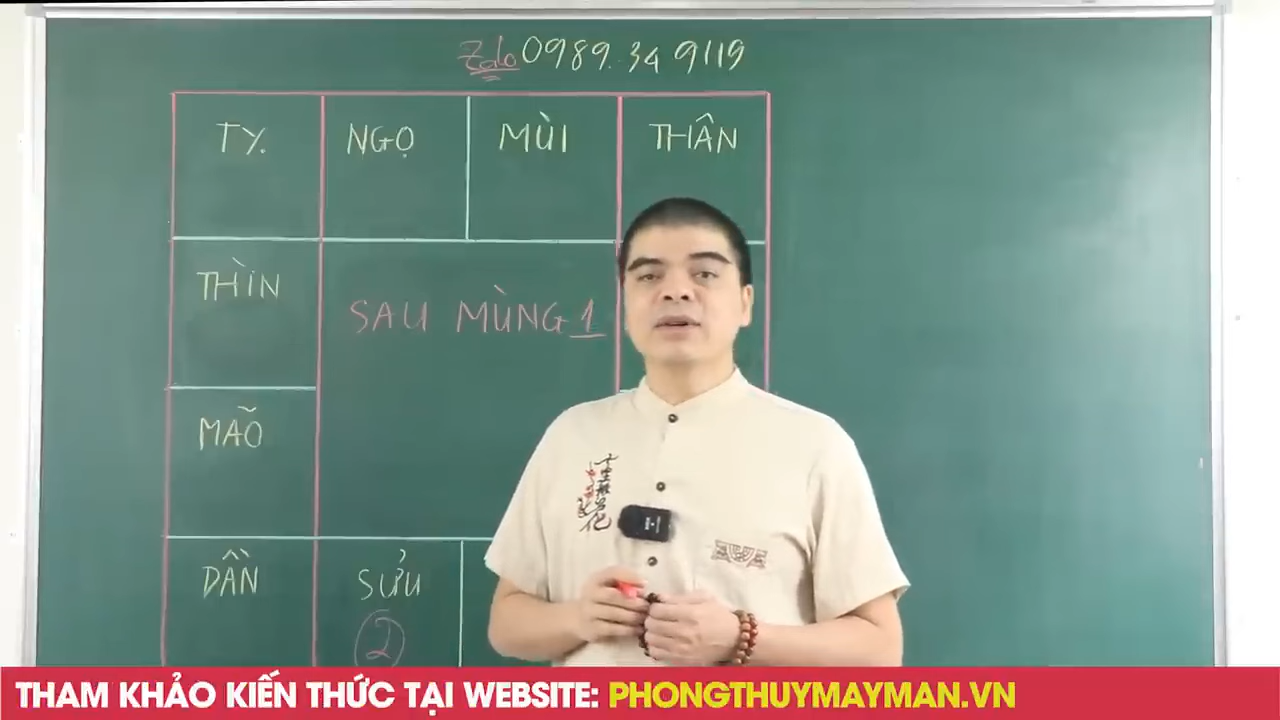 Zalo 0989.34 9119
TỴ. NGỌ MÙI THÂN
THÌN
SAU MÙNG 1
MÃO
DẦN SỬU
2
THAM KHẢO KIẾN THỨC TẠI WEBSITE: PHONGTHUYMAYMAN.VN